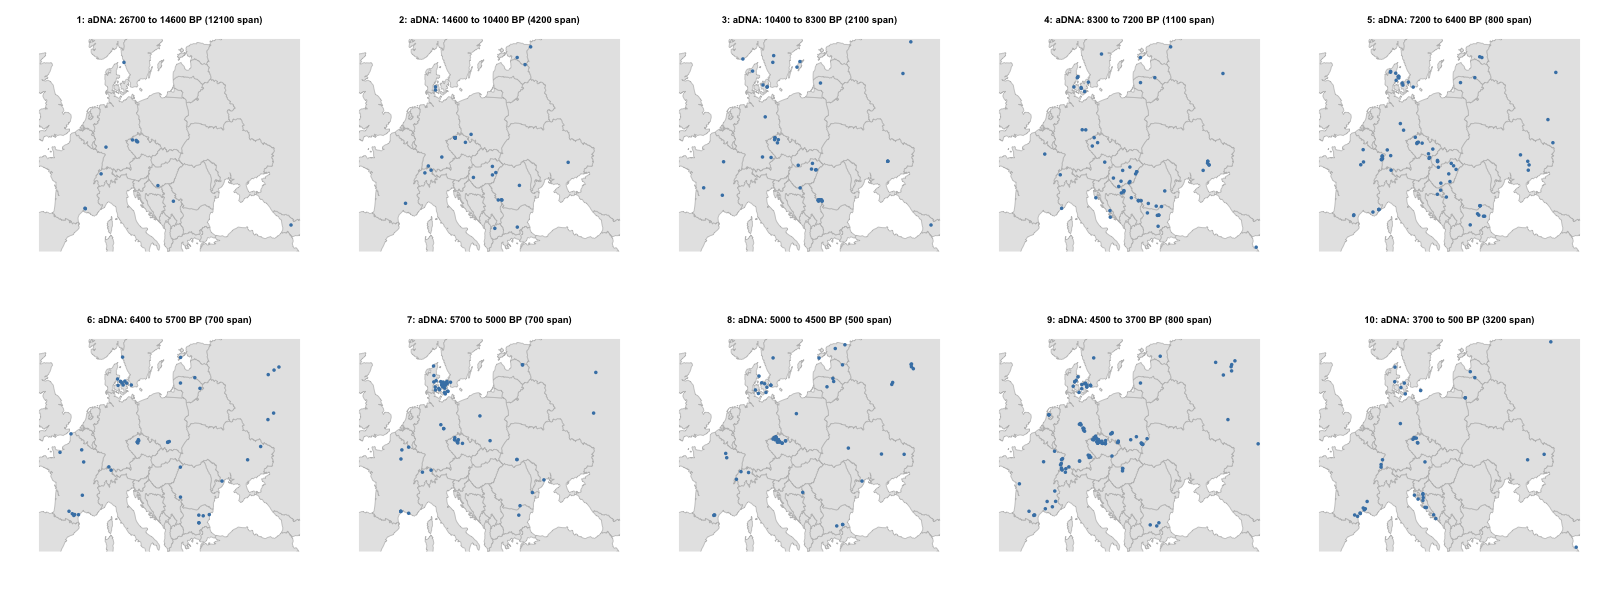 1: aDNA: 26700 to 14600 BP (12100 span)
2: aDNA: 14600 to 10400 BP (4200 span)
3: aDNA: 10400 to 8300 BP (2100 span)
4: aDNA: 8300 to 7200 BP (1100 span)
5: aDNA: 7200 to 6400 BP (800 span)
6: aDNA: 6400 to 5700 BP (700 span)
7: aDNA: 5700 to 5000 BP (700 span)
8: aDNA: 5000 to 4500 BP (500 span)
9: aDNA: 4500 to 3700 BP (800 span)
10: aDNA: 3700 to 500 BP (3200 span)